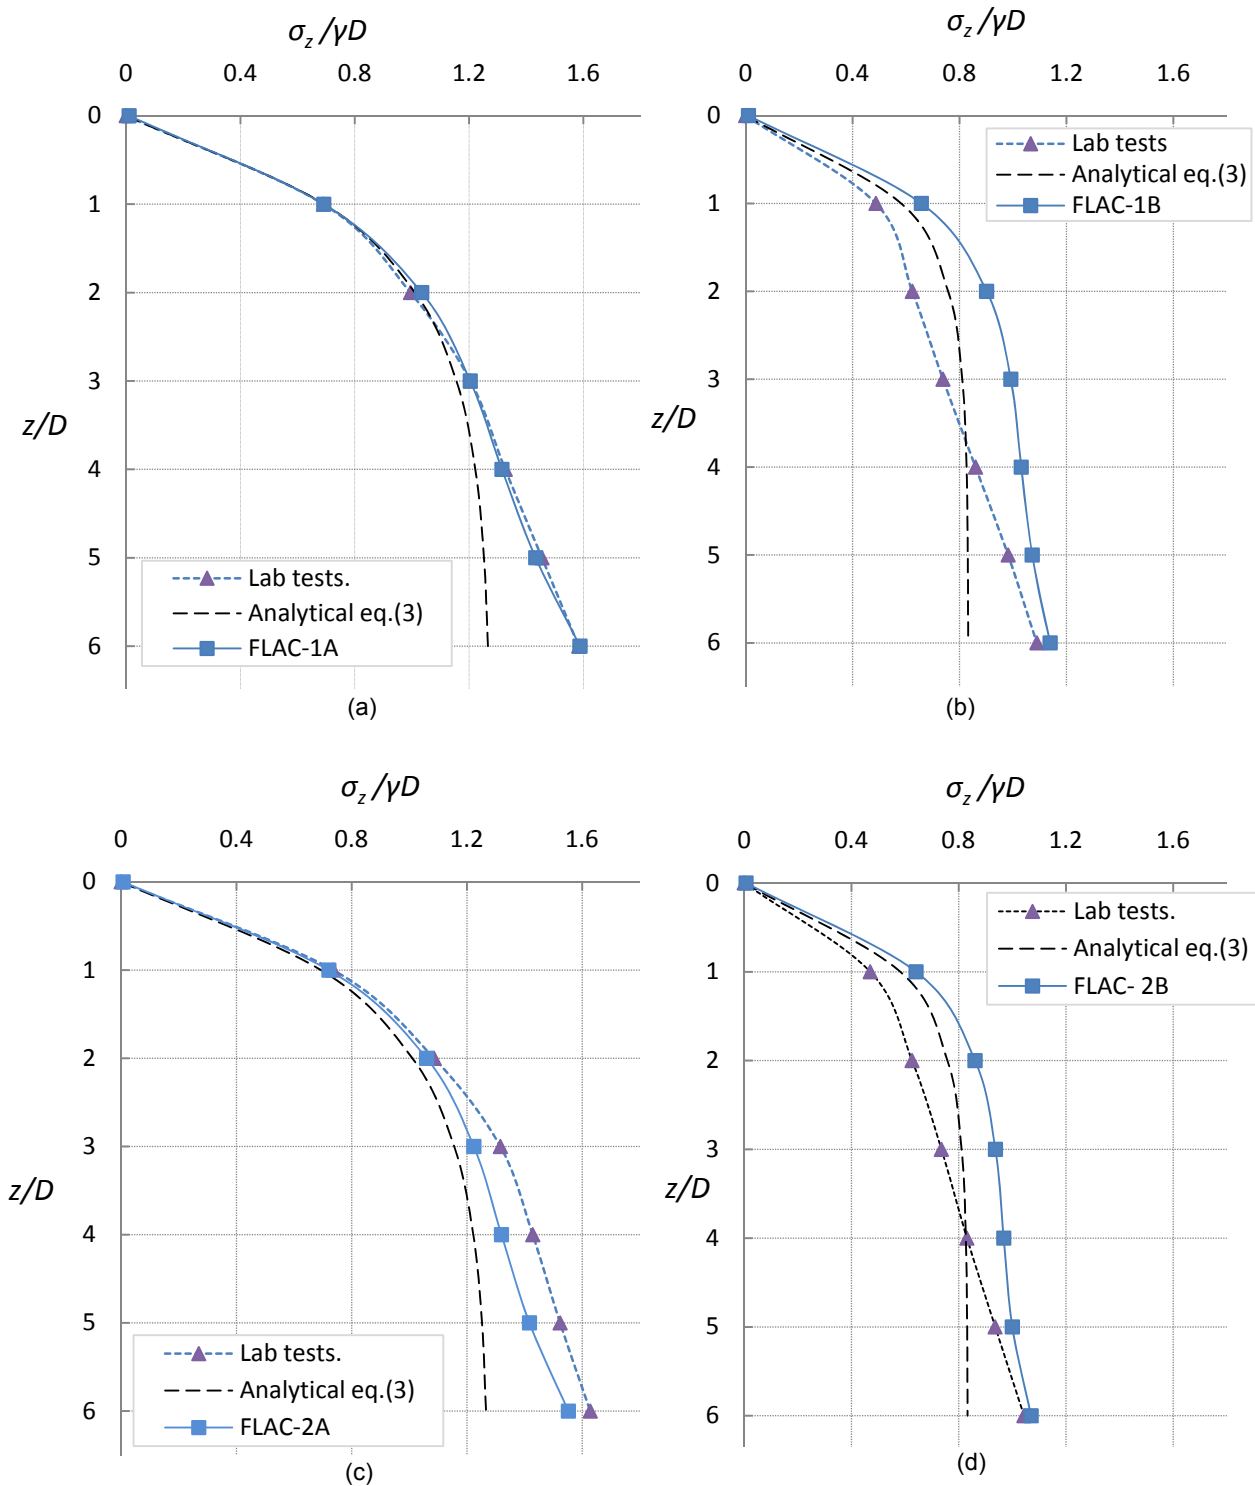 σz /γD
0 0.4 0.8 1.2 1.6
0
1
2
3
z/D
4
5
6
Lab tests.
Analytical eq.(3)
FLAC-1A
(a)
σz /γD
0 0.4 0.8 1.2 1.6
0
Lab tests
Analytical eq.(3)
FLAC-1B
1
2
3
z/D
4
5
6
(b)
σz /γD
0 0.4 0.8 1.2 1.6
0
1
2
3
z/D
4
5
6
Lab tests.
Analytical eq.(3)
FLAC-2A
(c)
σz /γD
0 0.4 0.8 1.2 1.6
0
Lab tests.
Analytical eq.(3)
FLAC- 2B
1
2
3
z/D
4
5
6
(d)